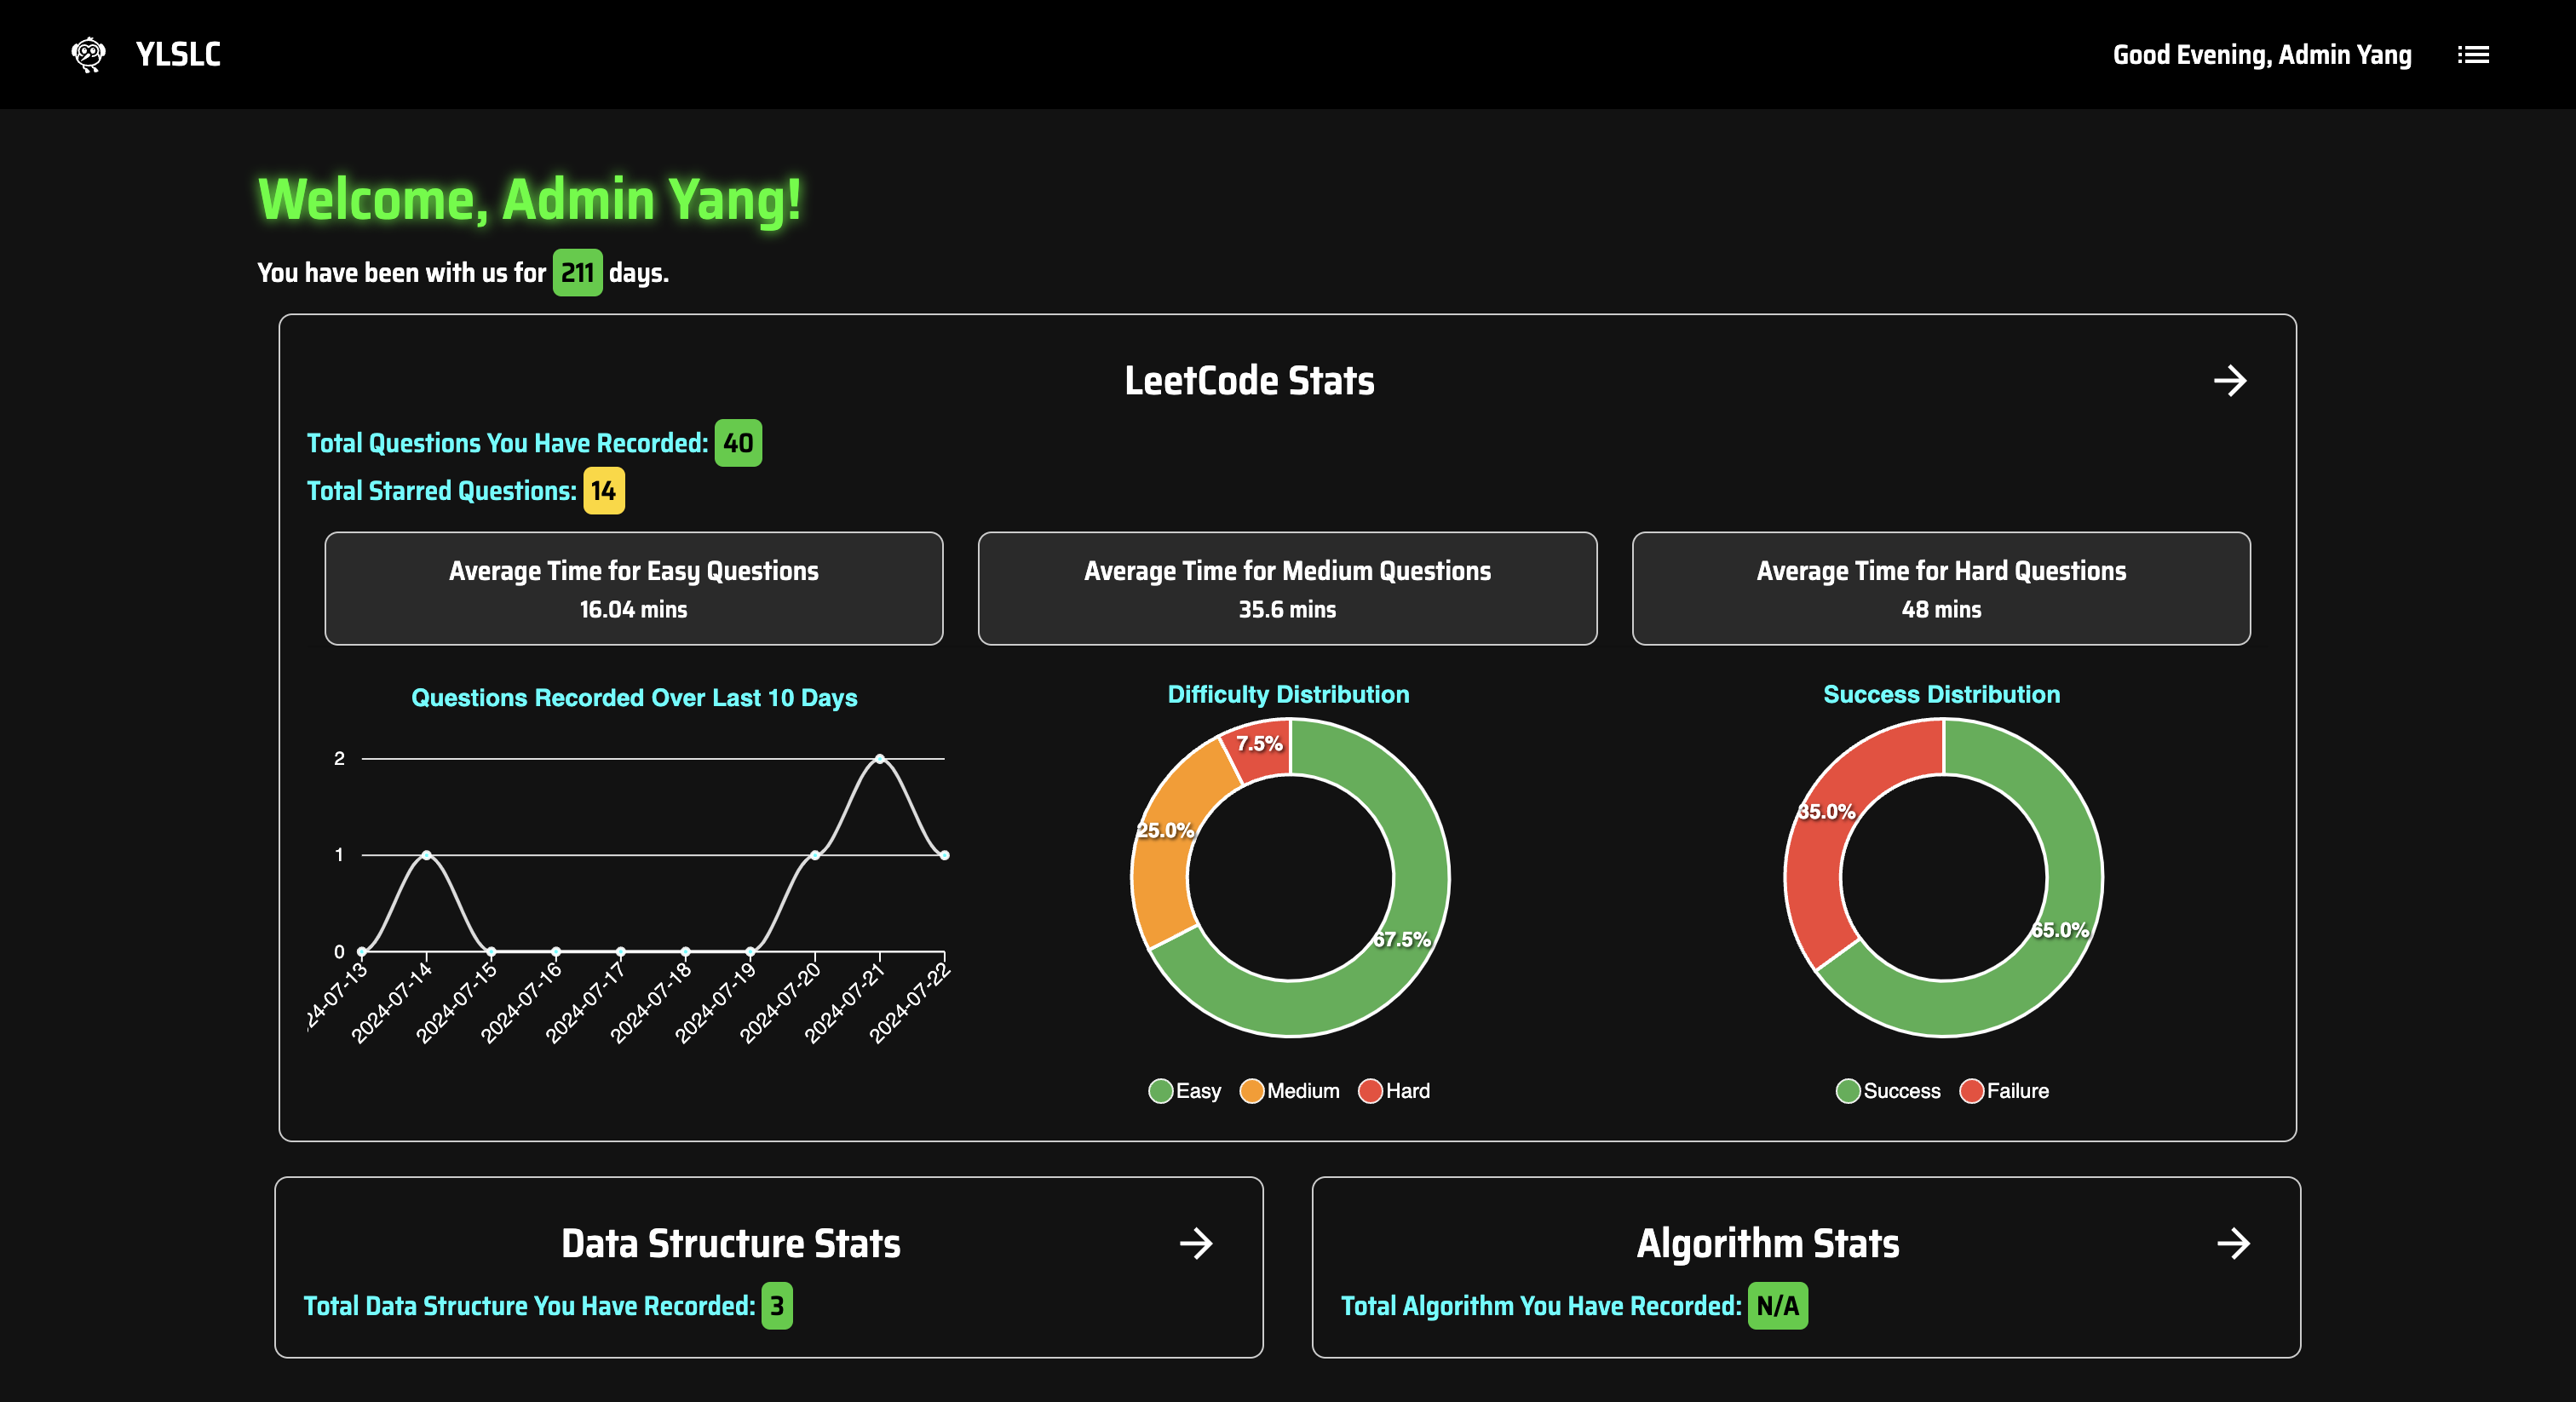 YLSLC
Good Evening, Admin Yang
Welcome, Admin Yang!
You have been with us for 211 days.
LeetCode Stats
Total Questions You Have Recorded: 40
Total Starred Questions: 14
Average Time for Easy Questions
16.04 mins
Average Time for Medium Questions
35.6 mins
Average Time for Hard Questions
48 mins
Questions Recorded Over Last 10 Days
2
1
0
24-07-13
2024-07-14
2024-07-15
2024-07-16
2024-07-17
2024-07-18
2024-07-19
2024-07-20
2024-07-21
2024-07-22
Difficulty Distribution
7.5%
25.0%
67.5%
Easy
Medium
Hard
Success Distribution
35.0%
65.0%
Success
Failure
Data Structure Stats
Total Data Structure You Have Recorded: 3
Algorithm Stats
Total Algorithm You Have Recorded: N/A